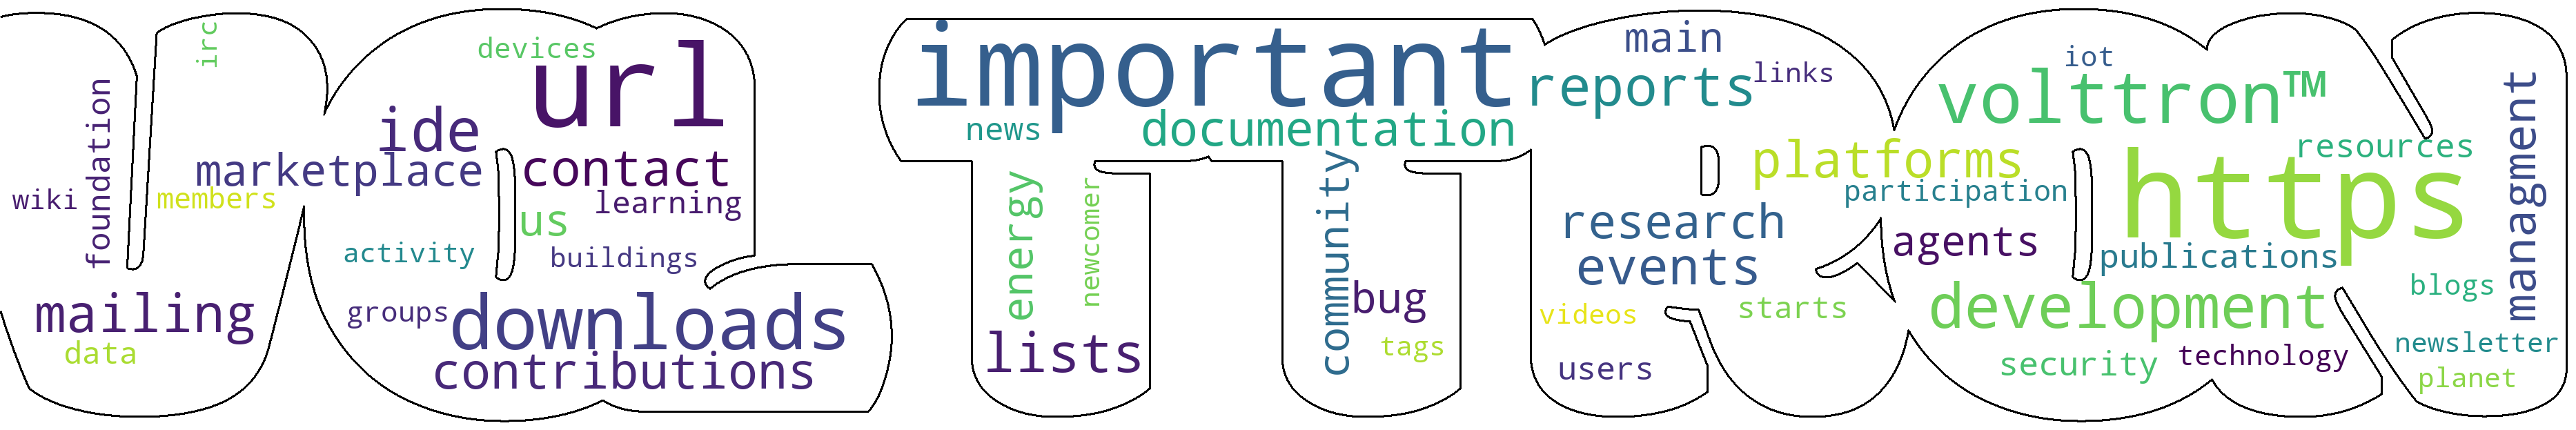 irc
foundation
wiki
members
mailing
data
devices
url
ide
marketplace
contact
learning
us
activity
buildings
groups
downloads
contributions
important
news
documentation
energy
newcomer
lists
community
bug
tags
main
reports
links
platforms
participation
research
events
agents
videos
starts
users
iot
volttron™
resources
https
publications
development
security
technology
managment
blogs
newsletter
planet